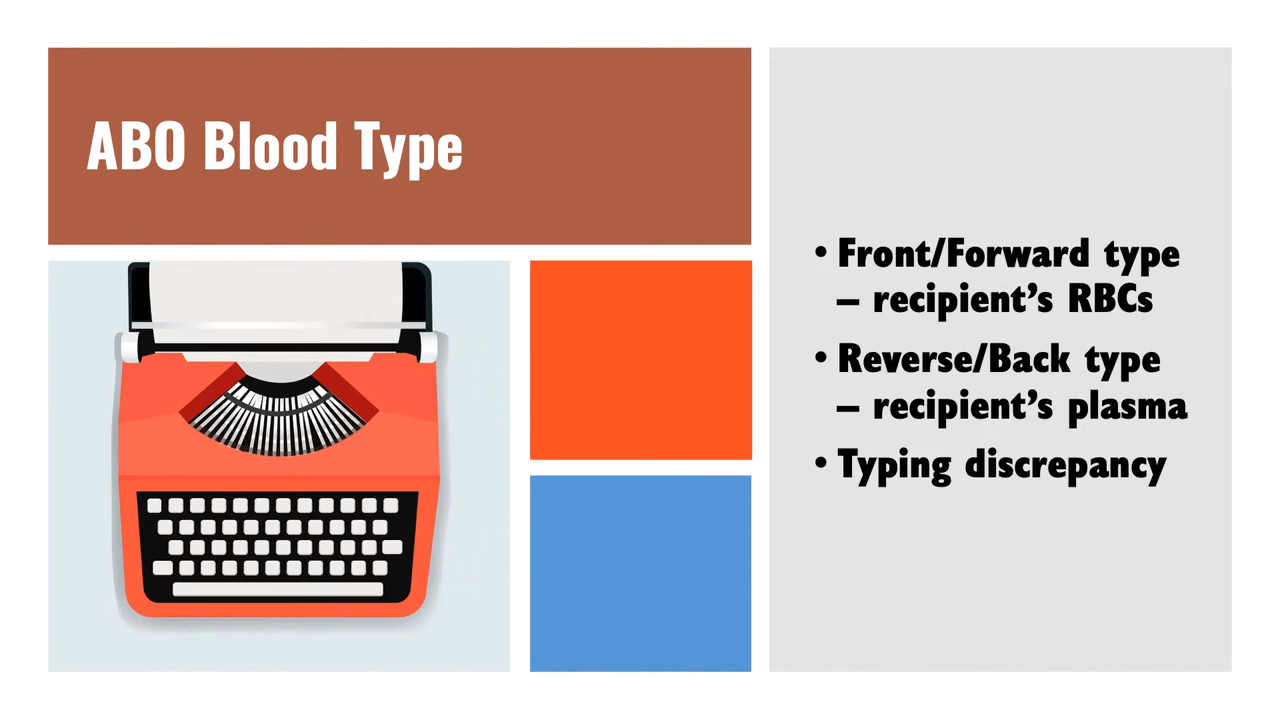 ABO Blood Type
• Front/Forward type
– recipient’s RBCs
• Reverse/Back type
– recipient’s plasma
• Typing discrepancy